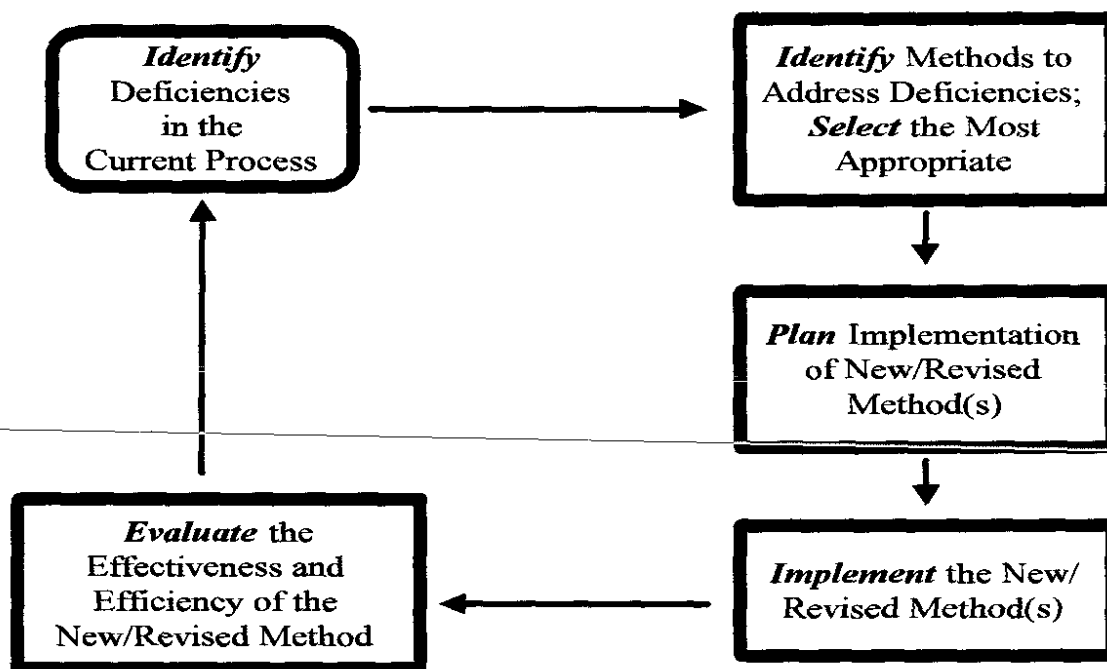 Identify
Deficiencies
in the
Current Process
Identify Methods to
Address Deficiencies;
Select the Most
Appropriate
Plan Implementation
of New/Revised
Method(s)
Implement the New/
Revised Method(s)
Evaluate the
Effectiveness and
Efficiency of the
New/Revised Method